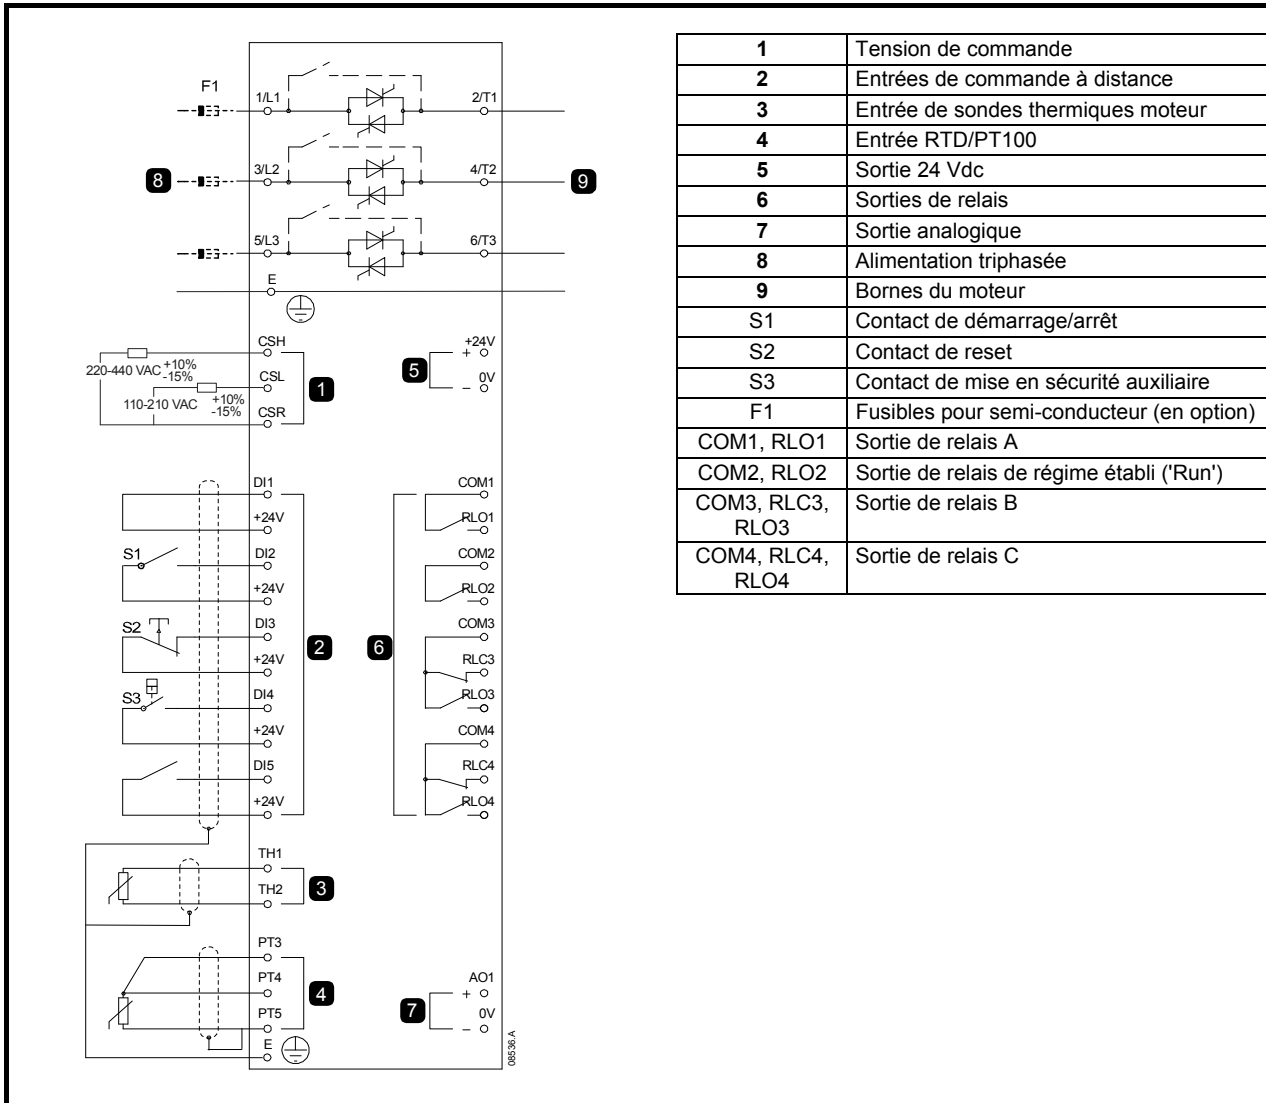 F1
1/L1
2/T1
3/L2
4/T2
8
9
5/L3
6/T3
E
CSH
220-440 VAC +10% -15%
CSL
110-210 VAC +10% -15%
CSR
1
+24V
+
5
0V
−
DI1
+24V
S1
DI2
+24V
S2
DI3
+24V
S3
DI4
+24V
DI5
+24V
2
COM1
RLO1
COM2
RLO2
COM3
RLC3
RLO3
COM4
RLC4
RLO4
6
TH1
TH2
3
PT3
PT4
PT5
E
4
AO1
+
7
0V
−
08536.A
1 Tension de commande
2 Entrées de commande à distance
3 Entrée de sondes thermiques moteur
4 Entrée RTD/PT100
5 Sortie 24 Vdc
6 Sorties de relais
7 Sortie analogique
8 Alimentation triphasée
9 Bornes du moteur
S1 Contact de démarrage/arrêt
S2 Contact de reset
S3 Contact de mise en sécurité auxiliaire
F1 Fusibles pour semi-conducteur (en option)
COM1, RLO1 Sortie de relais A
COM2, RLO2 Sortie de relais de régime établi ('Run')
COM3, RLC3, Sortie de relais B
RLO3
COM4, RLC4, Sortie de relais C
RLO4